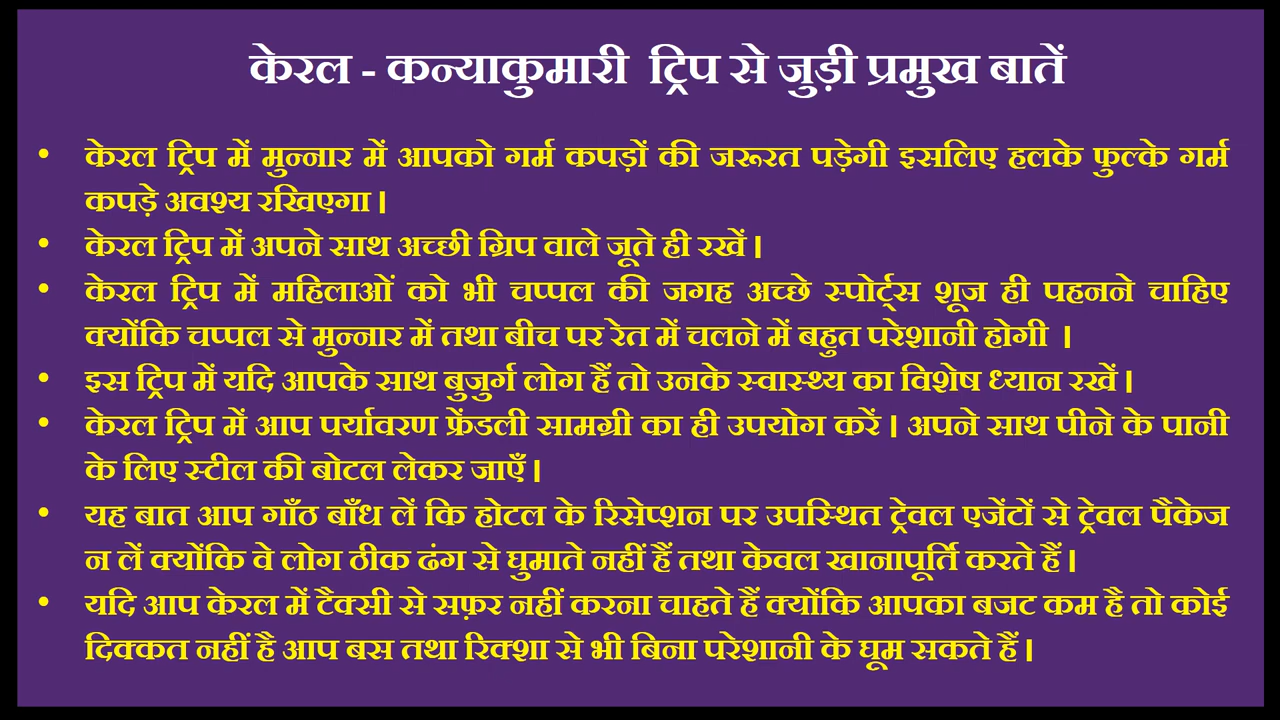 केरल - कन्याकुमारी ट्रिप से जुड़ी प्रमुख बातें
• केरल ट्रिप में मुन्नार में आपको गर्म कपड़ों की जरूरत पड़ेगी इसलिए हलके फुल्के गर्म
कपड़े अवश्य रखिएगा।
• केरल ट्रिप में अपने साथ अच्छी ग्रिप वाले जूते ही रखें।
• केरल ट्रिप में महिलाओं को भी चप्पल की जगह अच्छे स्पोर्ट्स शूज ही पहनने चाहिए
क्योंकि चप्पल से मुन्नार में तथा बीच पर रेत में चलने में बहुत परेशानी होगी ।
• इस ट्रिप में यदि आपके साथ बुजुर्ग लोग हैं तो उनके स्वास्थ्य का विशेष ध्यान रखें।
• केरल ट्रिप में आप पर्यावरण फ्रेंडली सामग्री का ही उपयोग करें। अपने साथ पीने के पानी
के लिए स्टील की बोटल लेकर जाएँ।
• यह बात आप गाँठ बाँध लें कि होटल के रिसेप्शन पर उपस्थित ट्रेवल एजेंटों से ट्रेवल पैकेज
न लें क्योंकि वे लोग ठीक ढंग से घुमाते नहीं हैं तथा केवल खानापूर्ति करते हैं।
• यदि आप केरल में टैक्सी से सफ़र नहीं करना चाहते हैं क्योंकि आपका बजट कम है तो कोई
दिक्कत नहीं है आप बस तथा रिक्शा से भी बिना परेशानी के घूम सकते हैं।